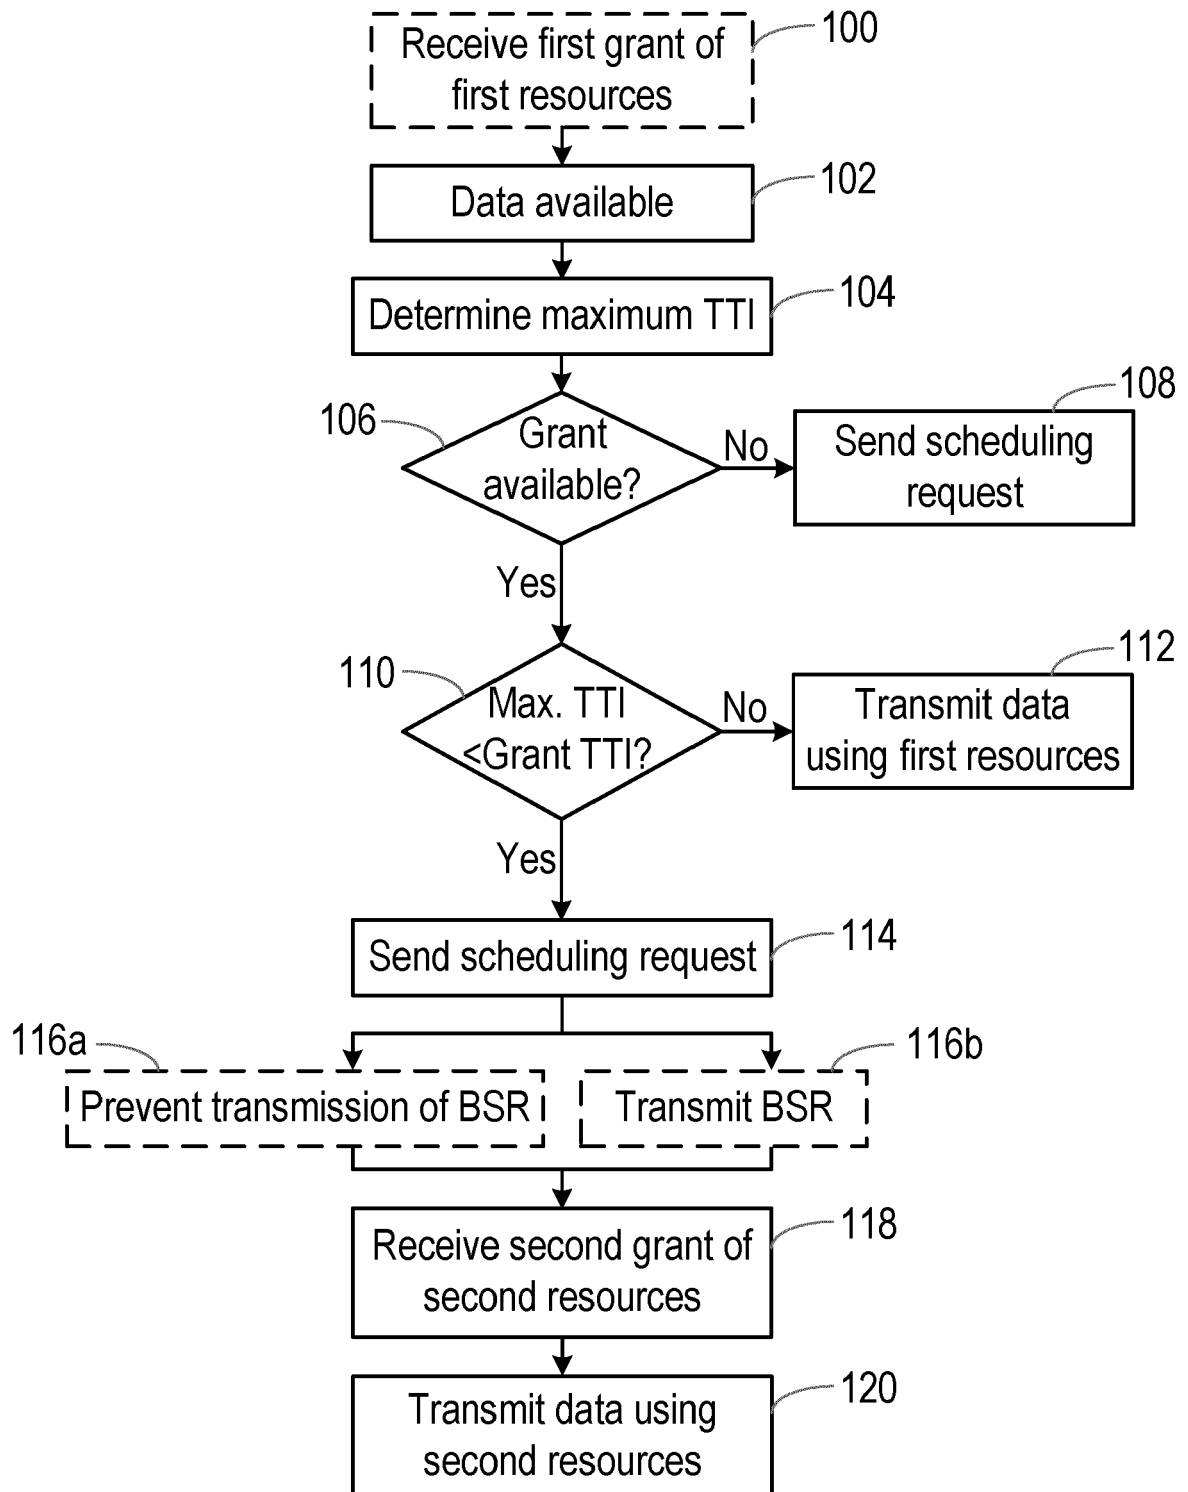 Receive first grant of
first resources
100
Data available
102
Determine maximum TTI
104
106
Grant
available?
No
Send scheduling
request
108
Yes
110
Max. TTI
<Grant TTI?
No
Transmit data
using first resources
112
Yes
Send scheduling request
114
116a
Prevent transmission of BSR
116b
Transmit BSR
Receive second grant of
second resources
118
Transmit data using
second resources
120